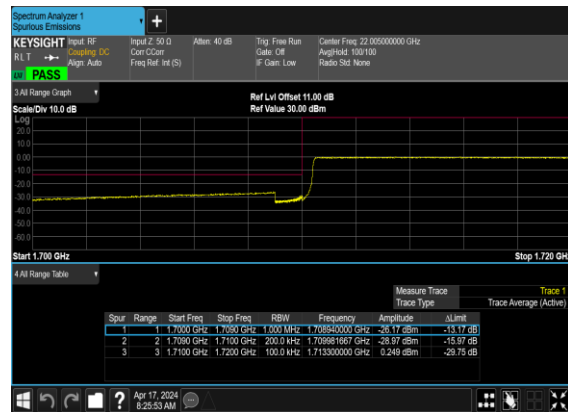 Spectrum Analyzer 1
Spurious Emissions
KEYSIGHT Input: RF Input Z: 50 Ω Atten: 40 dB Trig: Free Run Center Freq: 22.005000000 GHz
RLT Coupling: DC Corr CCorr Gate: Off Avg|Hold: 100/100
Align: Auto Freq Ref: Int (S) IF Gain: Low Radio Std: None
LW PASS
3 All Range Graph Ref Lvl Offset 11.00 dB
Scale/Div 10.0 dB Ref Value 30.00 dBm
Log
20.0
10.0
0.00
-10.0
-20.0
-30.0
-40.0
-50.0
-60.0
Start 1.700 GHz Stop 1.720 GH
4 All Range Table
Measure Trace Trace 1
Trace Type Trace Average (Active)
Spur Range Start Freq Stop Freq RBW Frequency Amplitude ΔLimit
1 1 1.7000 GHz 1.7090 GHz 1.000 MHz 1.708940000 GHz -26.17 dBm -13.17 dB
2 2 1.7090 GHz 1.7100 GHz 200.0 kHz 1.709981667 GHz -28.97 dBm -15.97 dB
3 3 1.7100 GHz 1.7200 GHz 100.0 kHz 1.713300000 GHz 0.249 dBm -29.75 dB
? Apr 17, 2024
8:25:53 AM